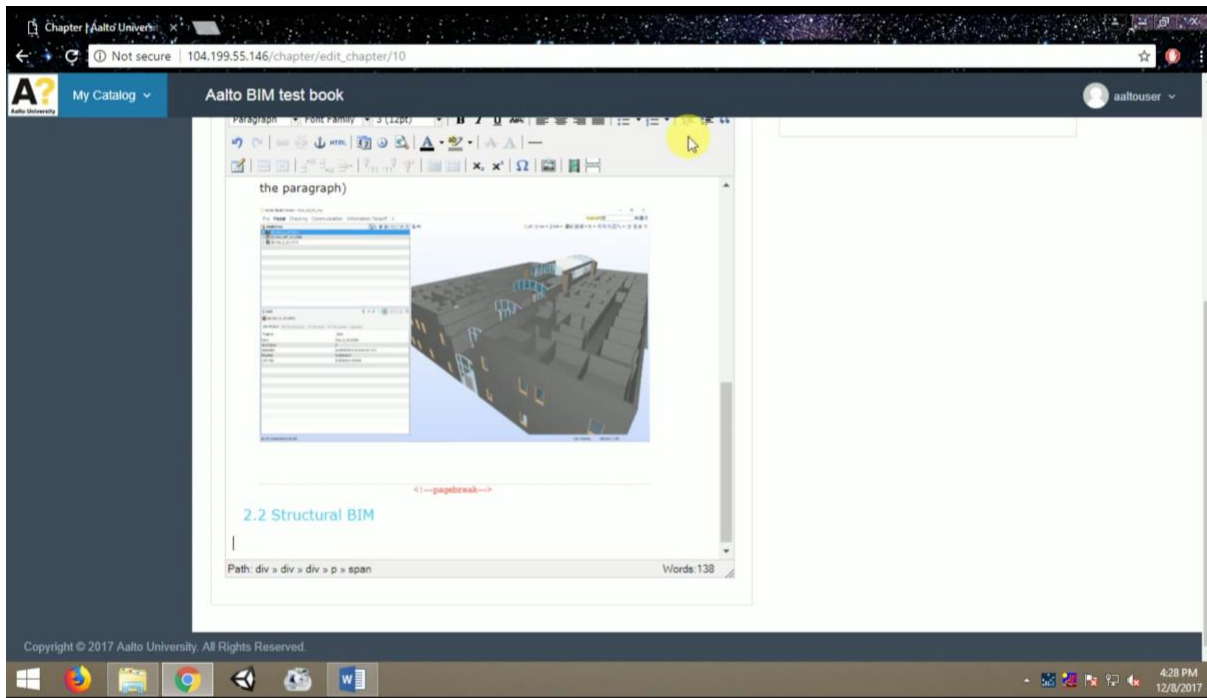 Chapter | Aalto Univers
Not secure | 104.199.55.146/chapter/edit_chapter/10
A?
Aalto University
My Catalog
Aalto BIM test book
aaltouser
Paragraph Font Family 3 (12pt) B I U ABC
HTML
the paragraph)
<!--pagebreak-->
2.2 Structural BIM
Path: div » div » div » p » span
Words:138
Copyright © 2017 Aalto University. All Rights Reserved.
4:28 PM
12/8/2017